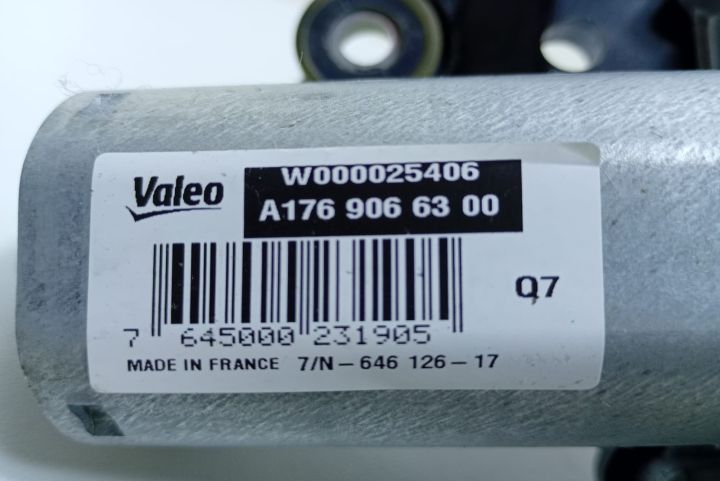 Valeo
W000025406
A176 906 63 00
Q7
7 645000 231905
MADE IN FRANCE 7/N-646 126-17